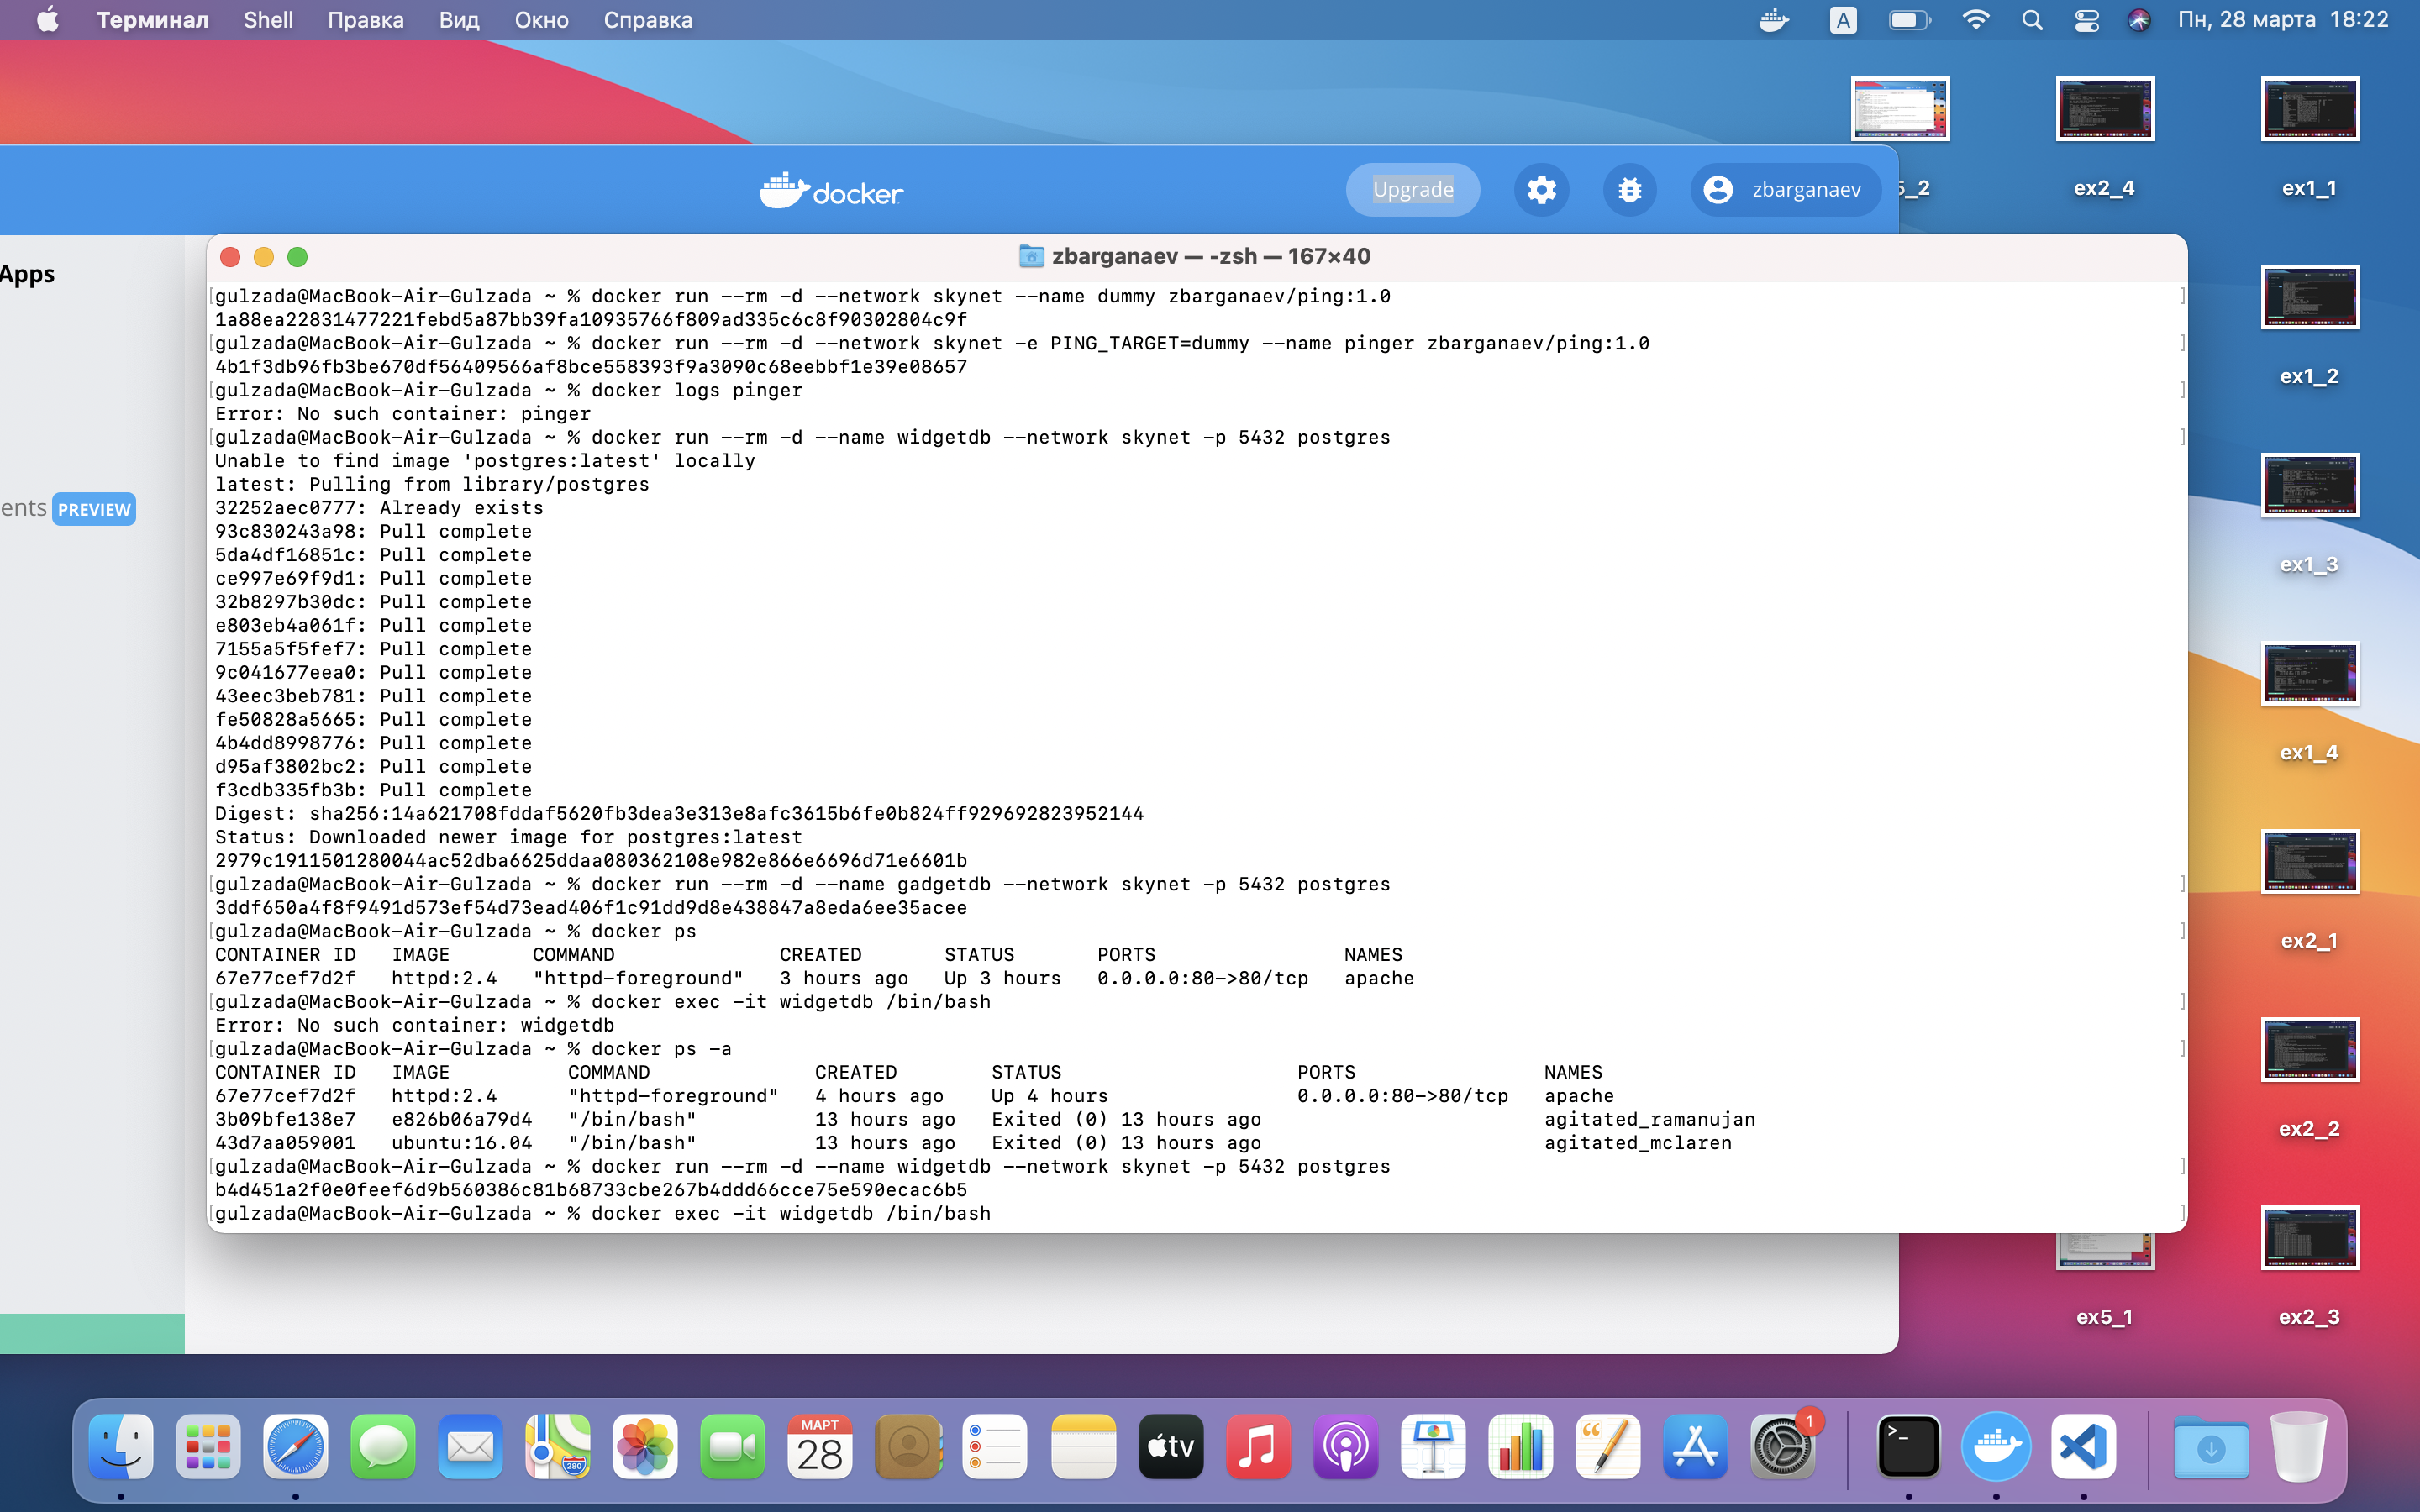 Терминал Shell Правка Вид Окно Справка
A
Пн, 28 марта 18:22
docker
Upgrade
zbarganaev
5_2
ex2_4
ex1_1
Apps
ents PREVIEW
zbarganaev — -zsh — 167×40
gulzada@MacBook-Air-Gulzada ~ % docker run --rm -d --network skynet --name dummy zbarganaev/ping:1.0
1a88ea22831477221febd5a87bb39fa10935766f809ad335c6c8f90302804c9f
gulzada@MacBook-Air-Gulzada ~ % docker run --rm -d --network skynet -e PING_TARGET=dummy --name pinger zbarganaev/ping:1.0
4b1f3db96fb3be670df56409566af8bce558393f9a3090c68eebbf1e39e08657
gulzada@MacBook-Air-Gulzada ~ % docker logs pinger
Error: No such container: pinger
gulzada@MacBook-Air-Gulzada ~ % docker run --rm -d --name widgetdb --network skynet -p 5432 postgres
Unable to find image 'postgres:latest' locally
latest: Pulling from library/postgres
32252aec0777: Already exists
93c830243a98: Pull complete
5da4df16851c: Pull complete
ce997e69f9d1: Pull complete
32b8297b30dc: Pull complete
e803eb4a061f: Pull complete
7155a5f5fef7: Pull complete
9c041677eea0: Pull complete
43eec3beb781: Pull complete
fe50828a5665: Pull complete
4b4dd8998776: Pull complete
d95af3802bc2: Pull complete
f3cdb335fb3b: Pull complete
Digest: sha256:14a621708fddaf5620fb3dea3e313e8afc3615b6fe0b824ff929692823952144
Status: Downloaded newer image for postgres:latest
2979c1911501280044ac52dba6625ddaa080362108e982e866e6696d71e6601b
gulzada@MacBook-Air-Gulzada ~ % docker run --rm -d --name gadgetdb --network skynet -p 5432 postgres
3ddf650a4f8f9491d573ef54d73ead406f1c91dd9d8e438847a8eda6ee35acee
gulzada@MacBook-Air-Gulzada ~ % docker ps
CONTAINER ID IMAGE COMMAND CREATED STATUS PORTS NAMES
67e77cef7d2f httpd:2.4 "httpd-foreground" 3 hours ago Up 3 hours 0.0.0.0:80->80/tcp apache
gulzada@MacBook-Air-Gulzada ~ % docker exec -it widgetdb /bin/bash
Error: No such container: widgetdb
gulzada@MacBook-Air-Gulzada ~ % docker ps -a
CONTAINER ID IMAGE COMMAND CREATED STATUS PORTS NAMES
67e77cef7d2f httpd:2.4 "httpd-foreground" 4 hours ago Up 4 hours 0.0.0.0:80->80/tcp apache
3b09bfe138e7 e826b06a79d4 "/bin/bash" 13 hours ago Exited (0) 13 hours ago agitated_ramanujan
43d7aa059001 ubuntu:16.04 "/bin/bash" 13 hours ago Exited (0) 13 hours ago agitated_mclaren
gulzada@MacBook-Air-Gulzada ~ % docker run --rm -d --name widgetdb --network skynet -p 5432 postgres
b4d451a2f0e0feef6d9b560386c81b68733cbe267b4ddd66cce75e590ecac6b5
gulzada@MacBook-Air-Gulzada ~ % docker exec -it widgetdb /bin/bash
ex1_2
ex1_3
ex1_4
ex2_1
ex2_2
ex5_1
ex2_3
280
МАРТ
28
tv
1
>_